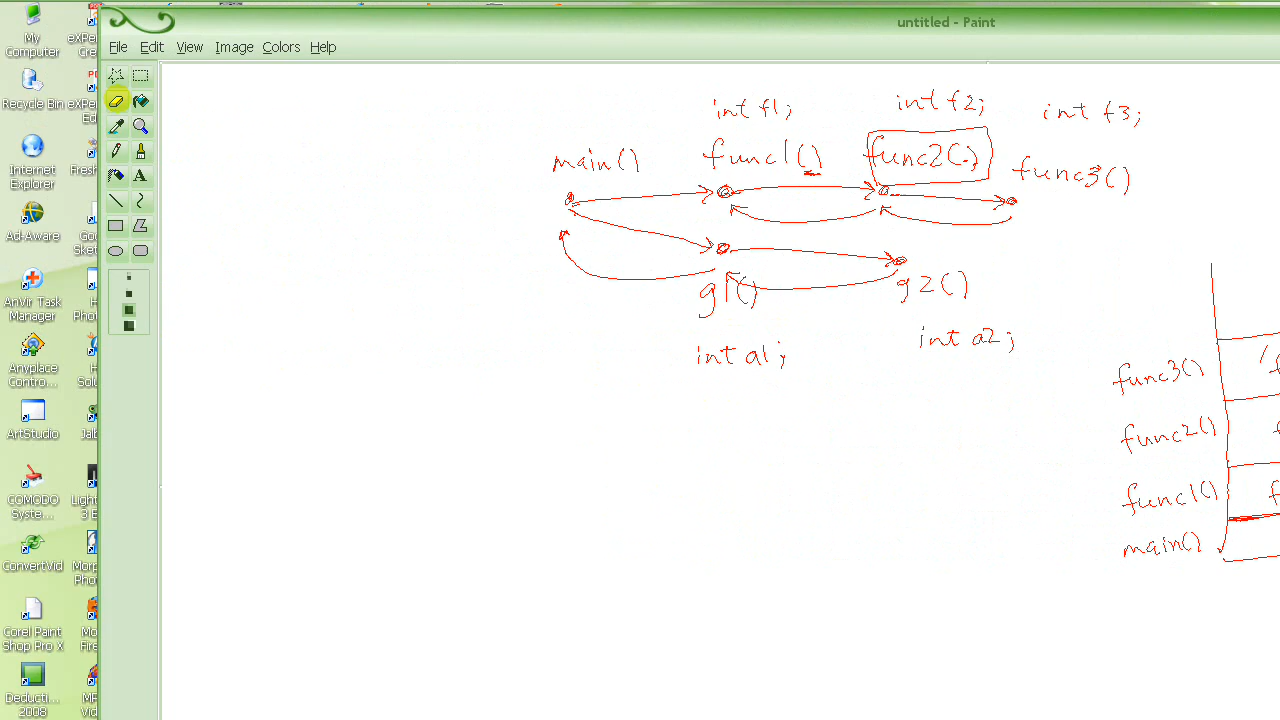 untitled - Paint
File Edit View Image Colors Help
My Computer
Recycle Bin
Internet Explorer
Ad-Aware
Anvir Task Manager
Anyplace Contro...
ArtStudio
COMODO Syste...
ConvertVid
Corel Paint Shop Pro X
Deducti... 2008
int f1;
int f2;
int f3;
main()
func1()
func2()
func3()
g1()
g2()
int a1;
int a2;
func3()
func2()
func1()
main()